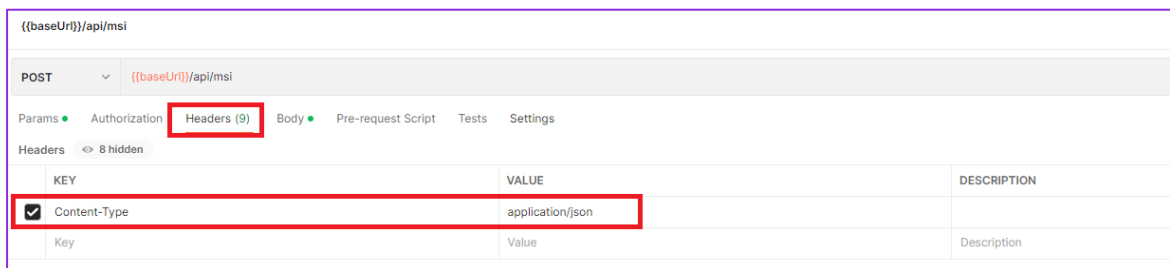 {{baseUrl}}/api/msi
POST {{baseUrl}}/api/msi
Params Authorization Headers (9) Body Pre-request Script Tests Settings
Headers 8 hidden
KEY VALUE DESCRIPTION
Content-Type application/json
Key Value Description